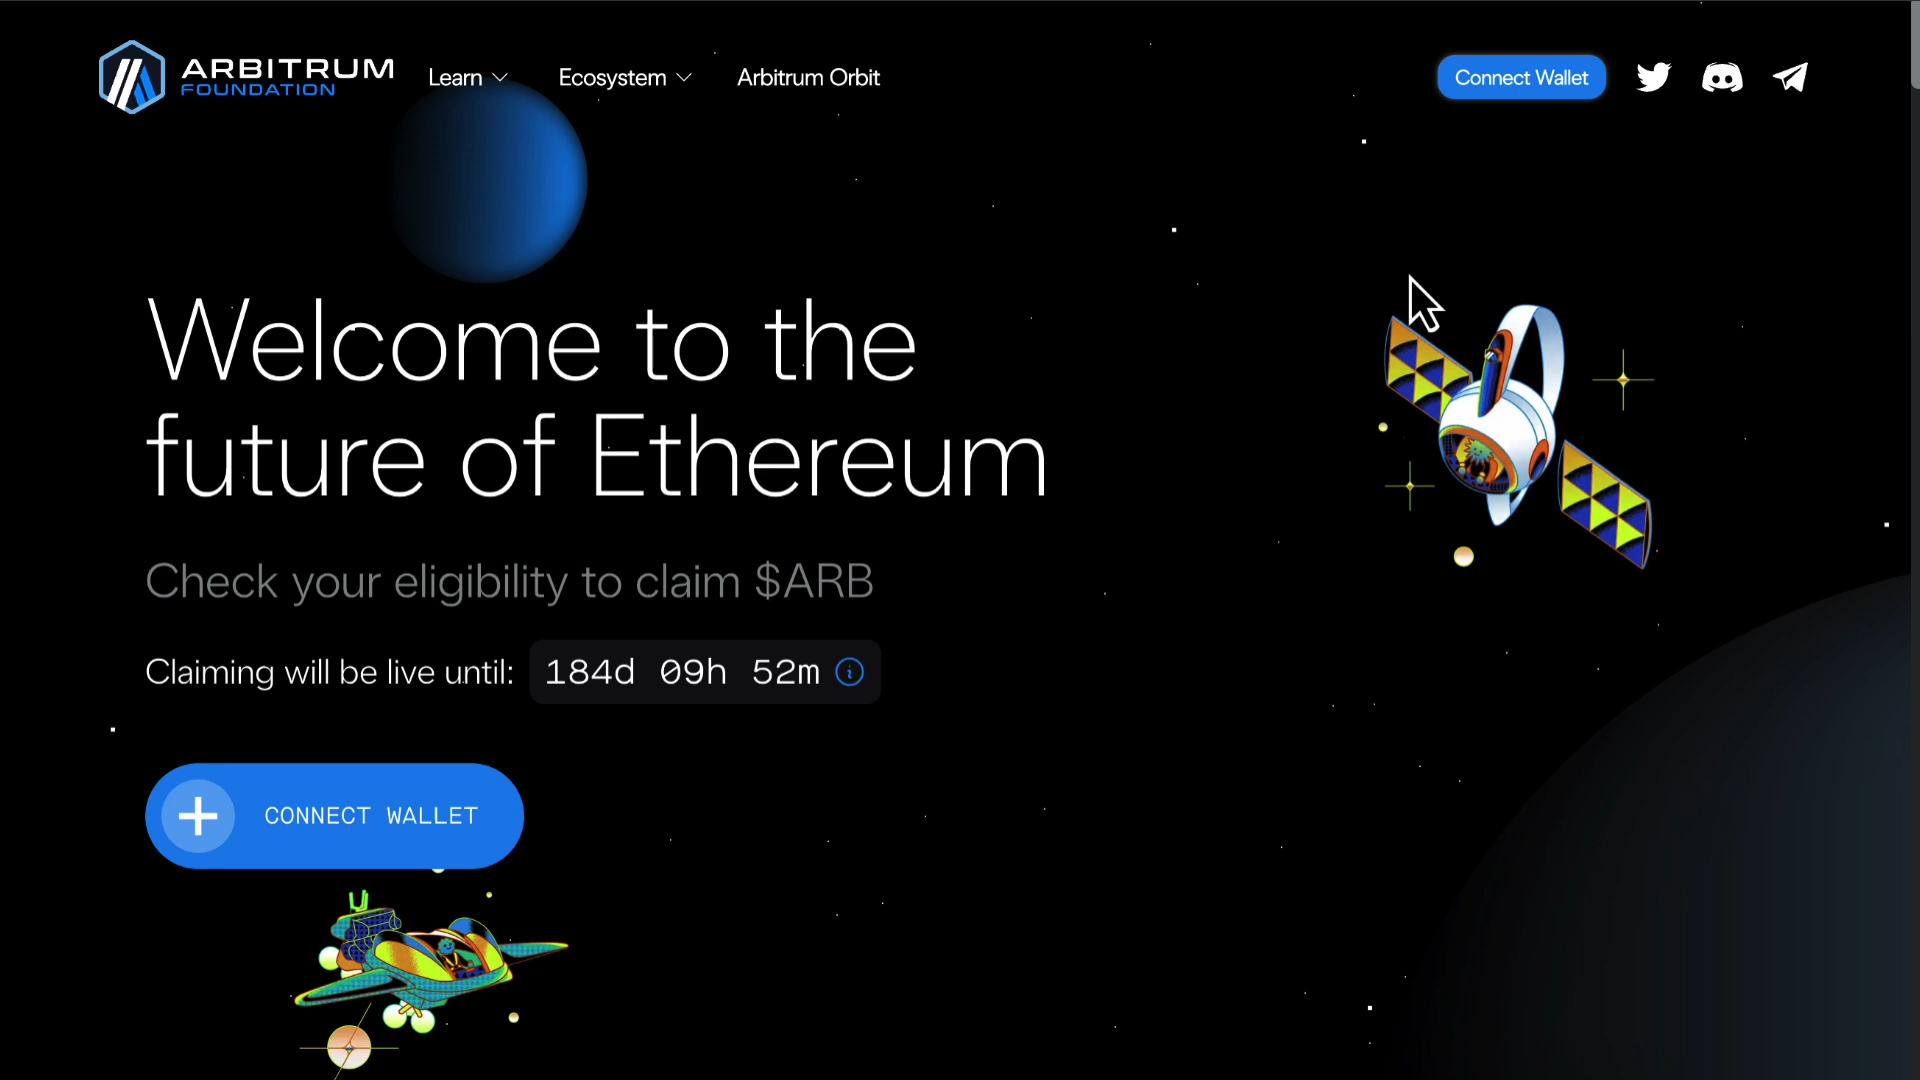 ARBITRUM
FOUNDATION
Learn
Ecosystem
Arbitrum Orbit
Connect Wallet
Welcome to the
future of Ethereum
Check your eligibility to claim $ARB
Claiming will be live until: 184d 09h 52m
CONNECT WALLET